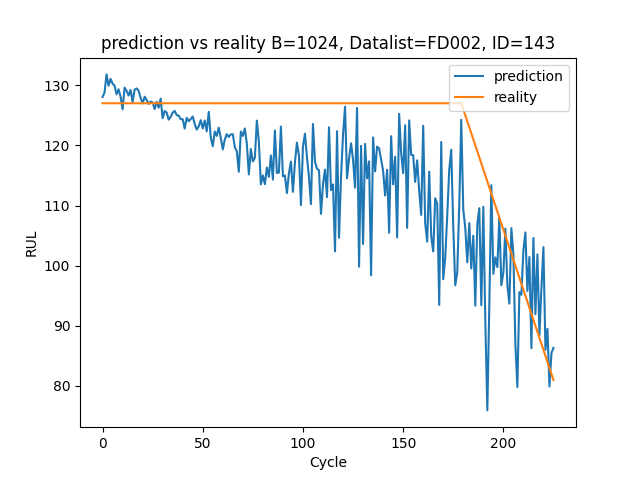 prediction vs reality B=1024, Datalist=FD002, ID=143
prediction
reality
RUL
130
120
110
100
90
80
0 50 100 150 200
Cycle